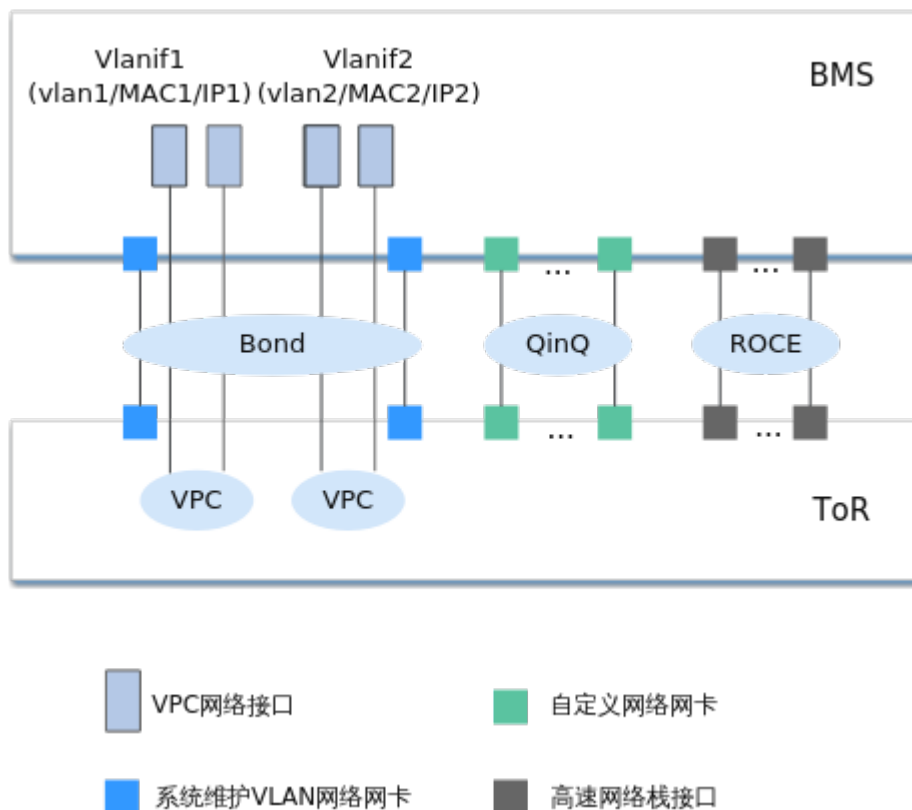 Vlanif1
Vlanif2
BMS
(vlan1/MAC1/IP1)
(vlan2/MAC2/IP2)
...
...
Bond
QinQ
ROCE
...
...
VPC
VPC
ToR
VPC网络接口
自定义网络网卡
系统维护VLAN网络网卡
高速网络栈接口